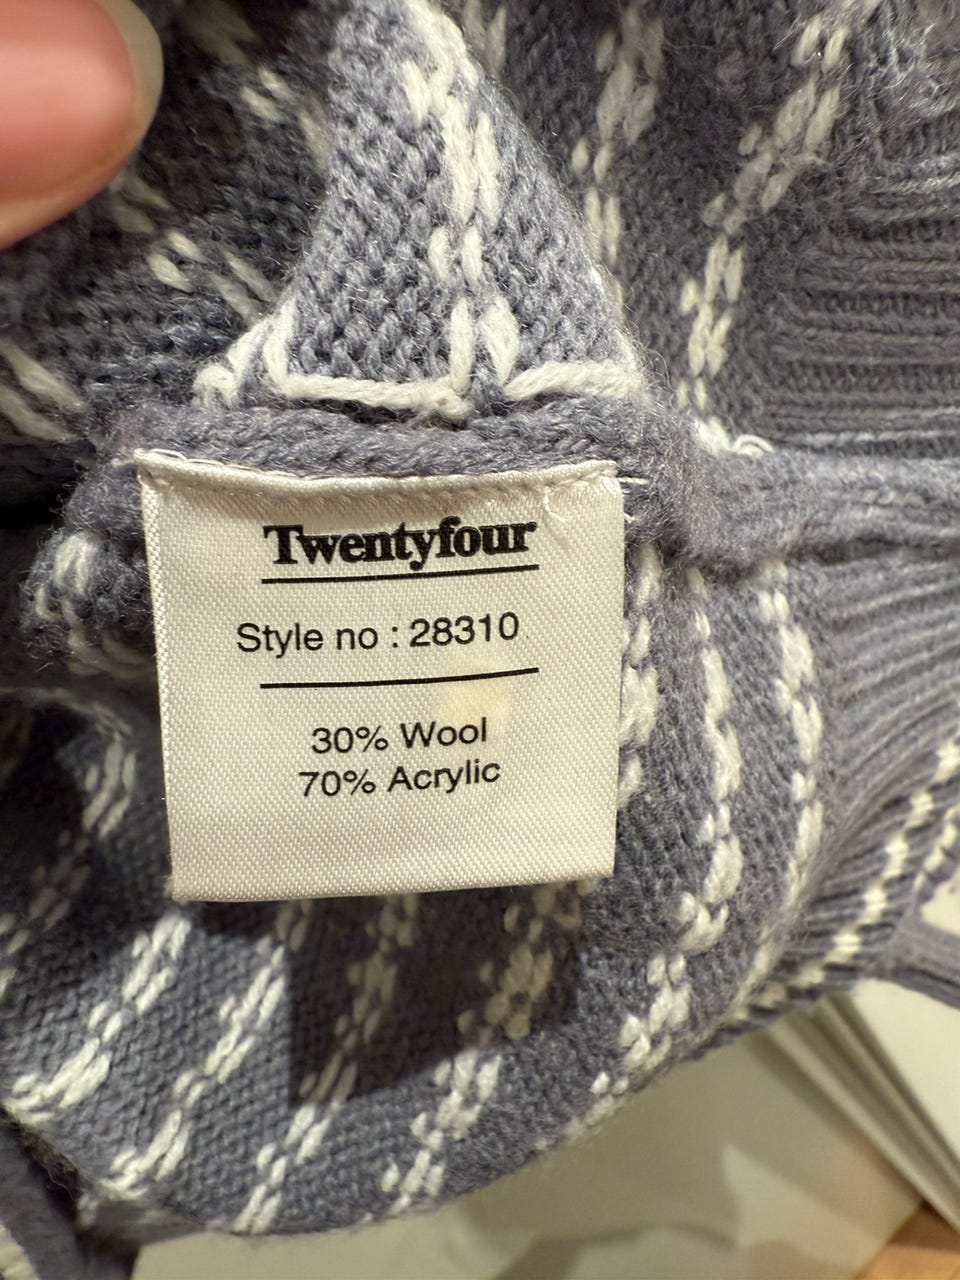 Twentyfour
Style no : 28310
30% Wool
70% Acrylic